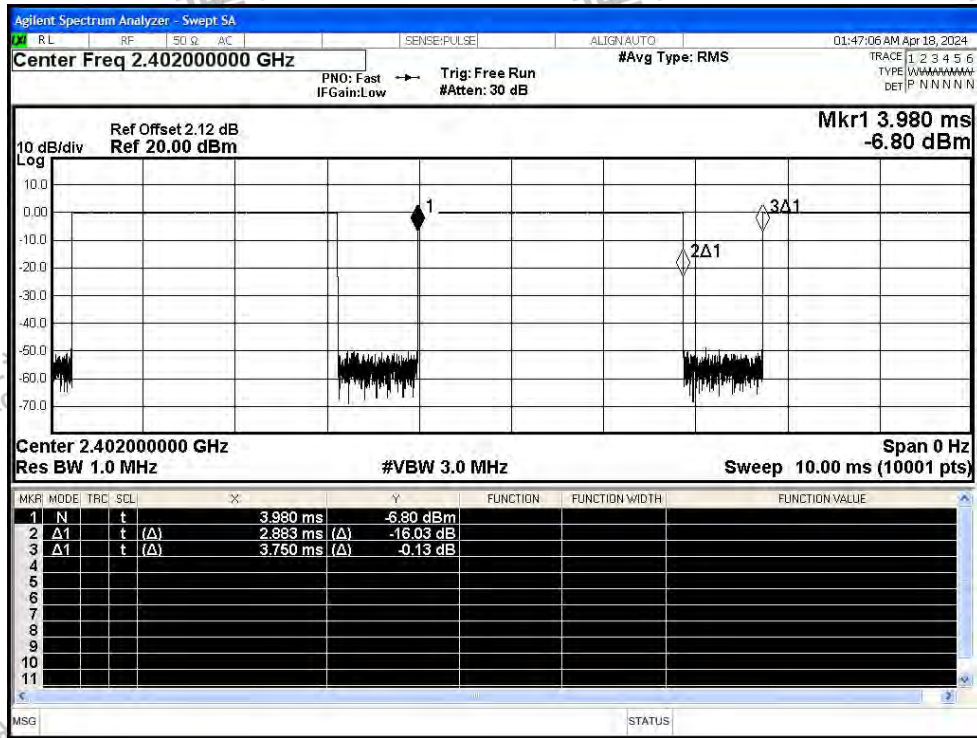 Agilent Spectrum Analyzer - Swept SA
LXI RL RF 50 Ω AC SENSE:PULSE ALIGN AUTO 01:47:06 AM Apr 18, 2024
Center Freq 2.402000000 GHz #Avg Type: RMS TRACE 1 2 3 4 5 6
PNO: Fast Trig: Free Run TYPE WWWWWW
IFGain:Low #Atten: 30 dB DET P N N N N N
Mkr1 3.980 ms
Ref Offset 2.12 dB
10 dB/div Ref 20.00 dBm -6.80 dBm
Log
10.0
0.00 1 3Δ1
-10.0
2Δ1
-20.0
-30.0
-40.0
-50.0
-60.0
-70.0
Center 2.402000000 GHz Span 0 Hz
Res BW 1.0 MHz #VBW 3.0 MHz Sweep 10.00 ms (10001 pts)
MKR MODE TRC SCL X Y FUNCTION FUNCTION WIDTH FUNCTION VALUE
1 N t 3.980 ms -6.80 dBm
2 Δ1 t (Δ) 2.883 ms (Δ) -16.03 dB
3 Δ1 t (Δ) 3.750 ms (Δ) -0.13 dB
4
5
6
7
8
9
10
11
MSG STATUS